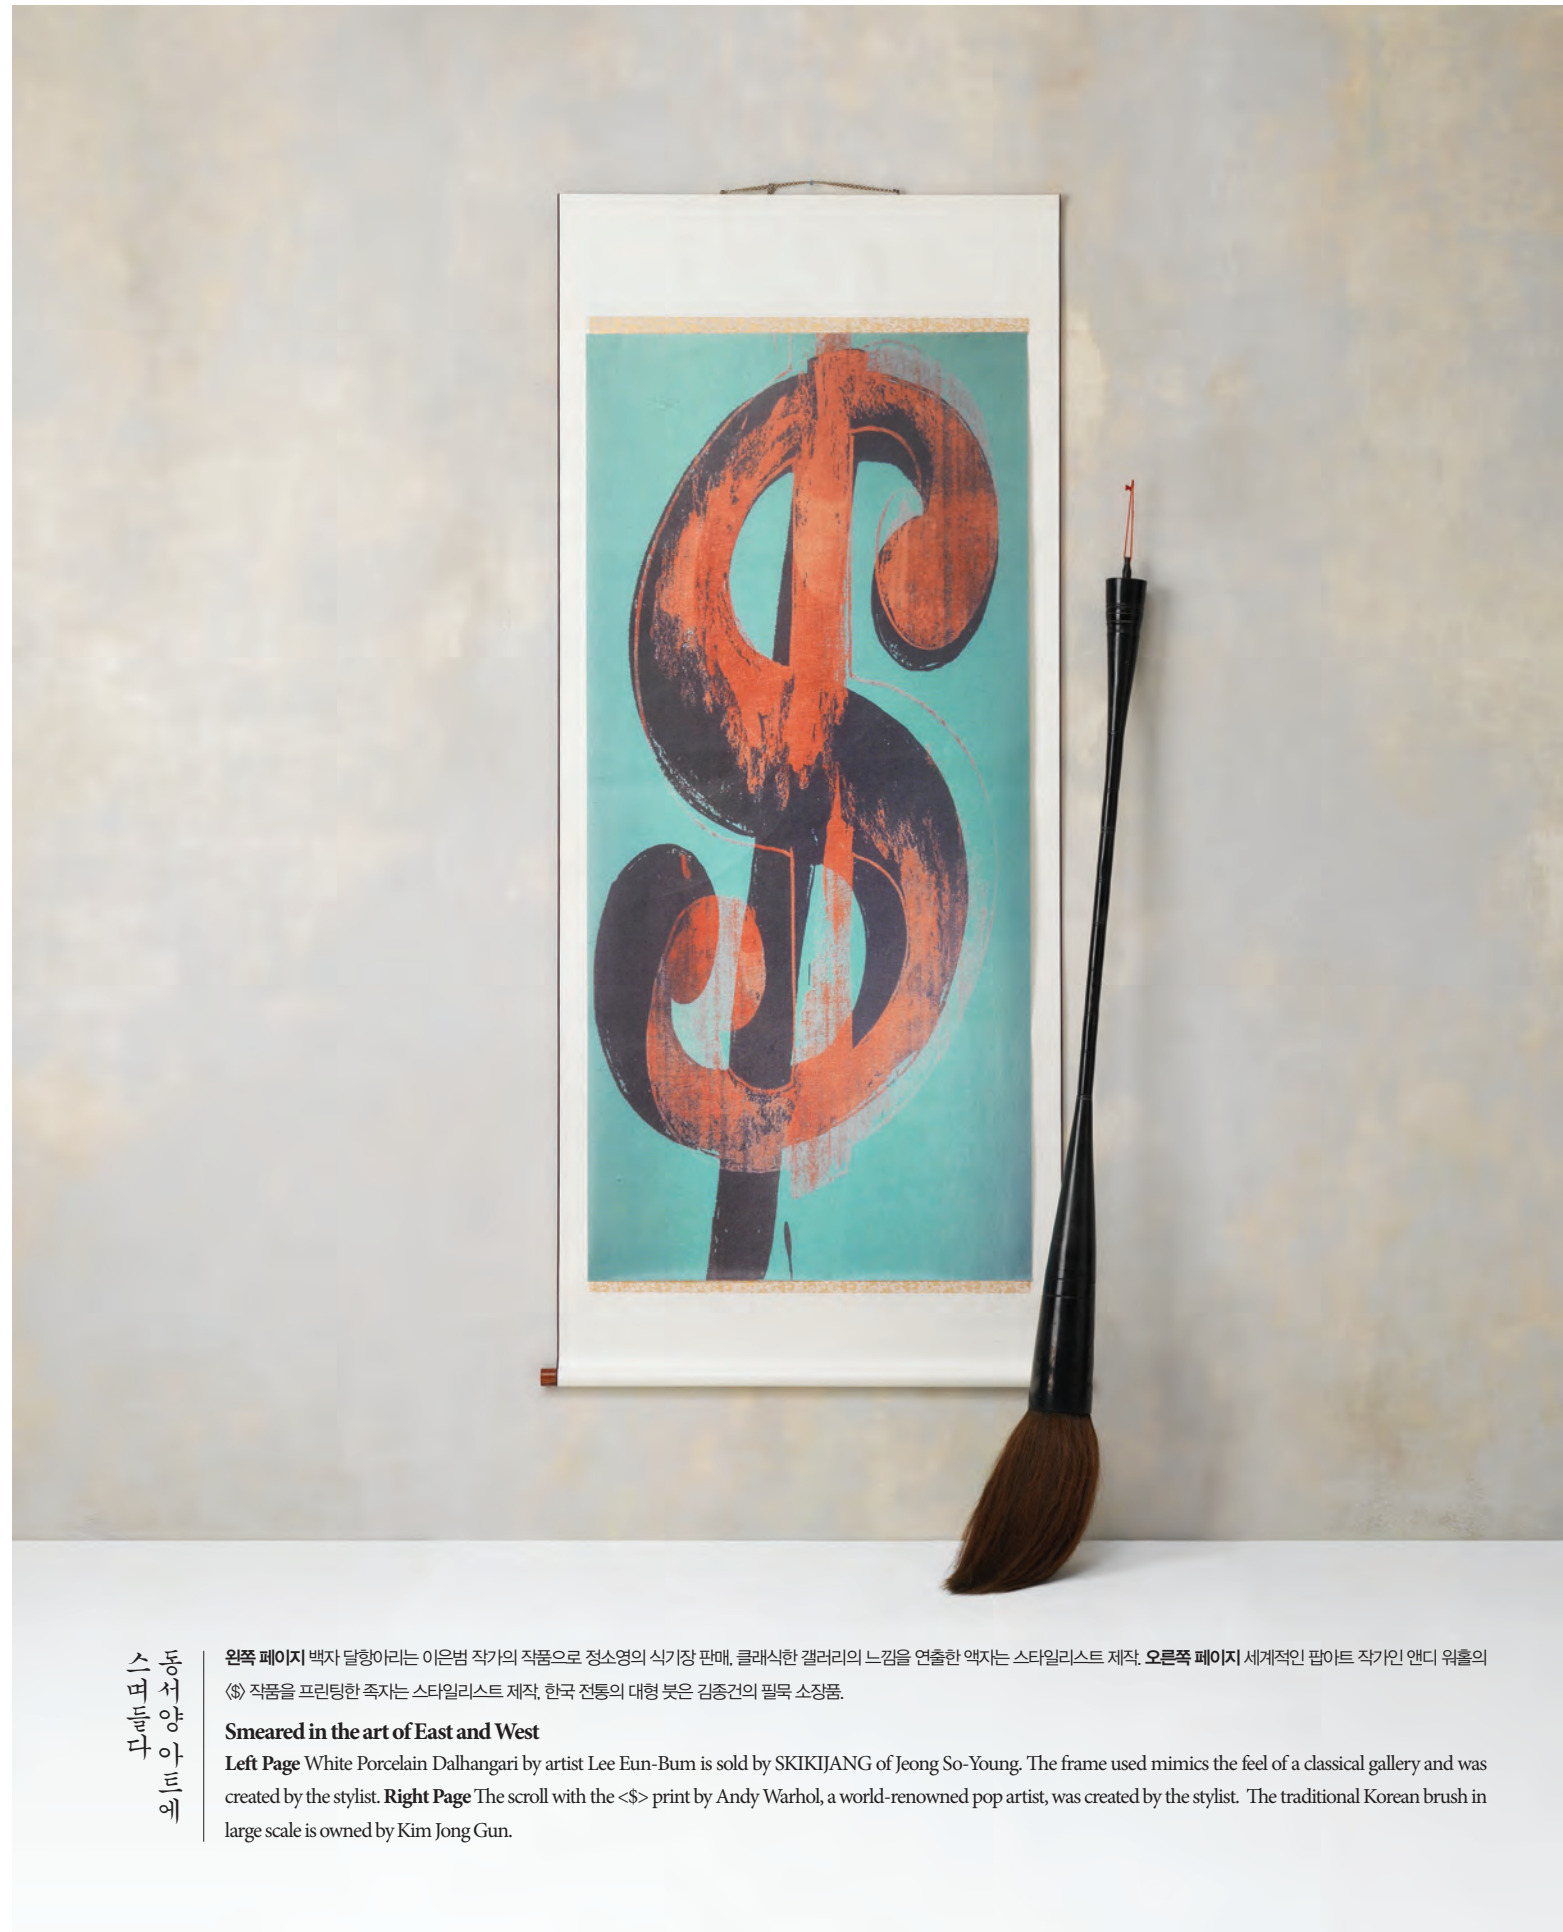 동서양 아트에
스며들다
왼쪽 페이지 백자 달항아리는 이은범 작가의 작품으로 정소영의 식기장 판매, 클래식한 갤러리의 느낌을 연출한 액자는 스타일리스트 제작. 오른쪽 페이지 세계적인 팝아트 작가인 앤디 워홀의
〈$〉 작품을 프린팅한 족자는 스타일리스트 제작, 한국 전통의 대형 붓은 김종건의 필묵 소장품.
Smeared in the art of East and West
Left Page White Porcelain Dalhangari by artist Lee Eun-Bum is sold by SKIKIJANG of Jeong So-Young. The frame used mimics the feel of a classical gallery and was
created by the stylist. Right Page The scroll with the <$> print by Andy Warhol, a world-renowned pop artist, was created by the stylist. The traditional Korean brush in
large scale is owned by Kim Jong Gun.